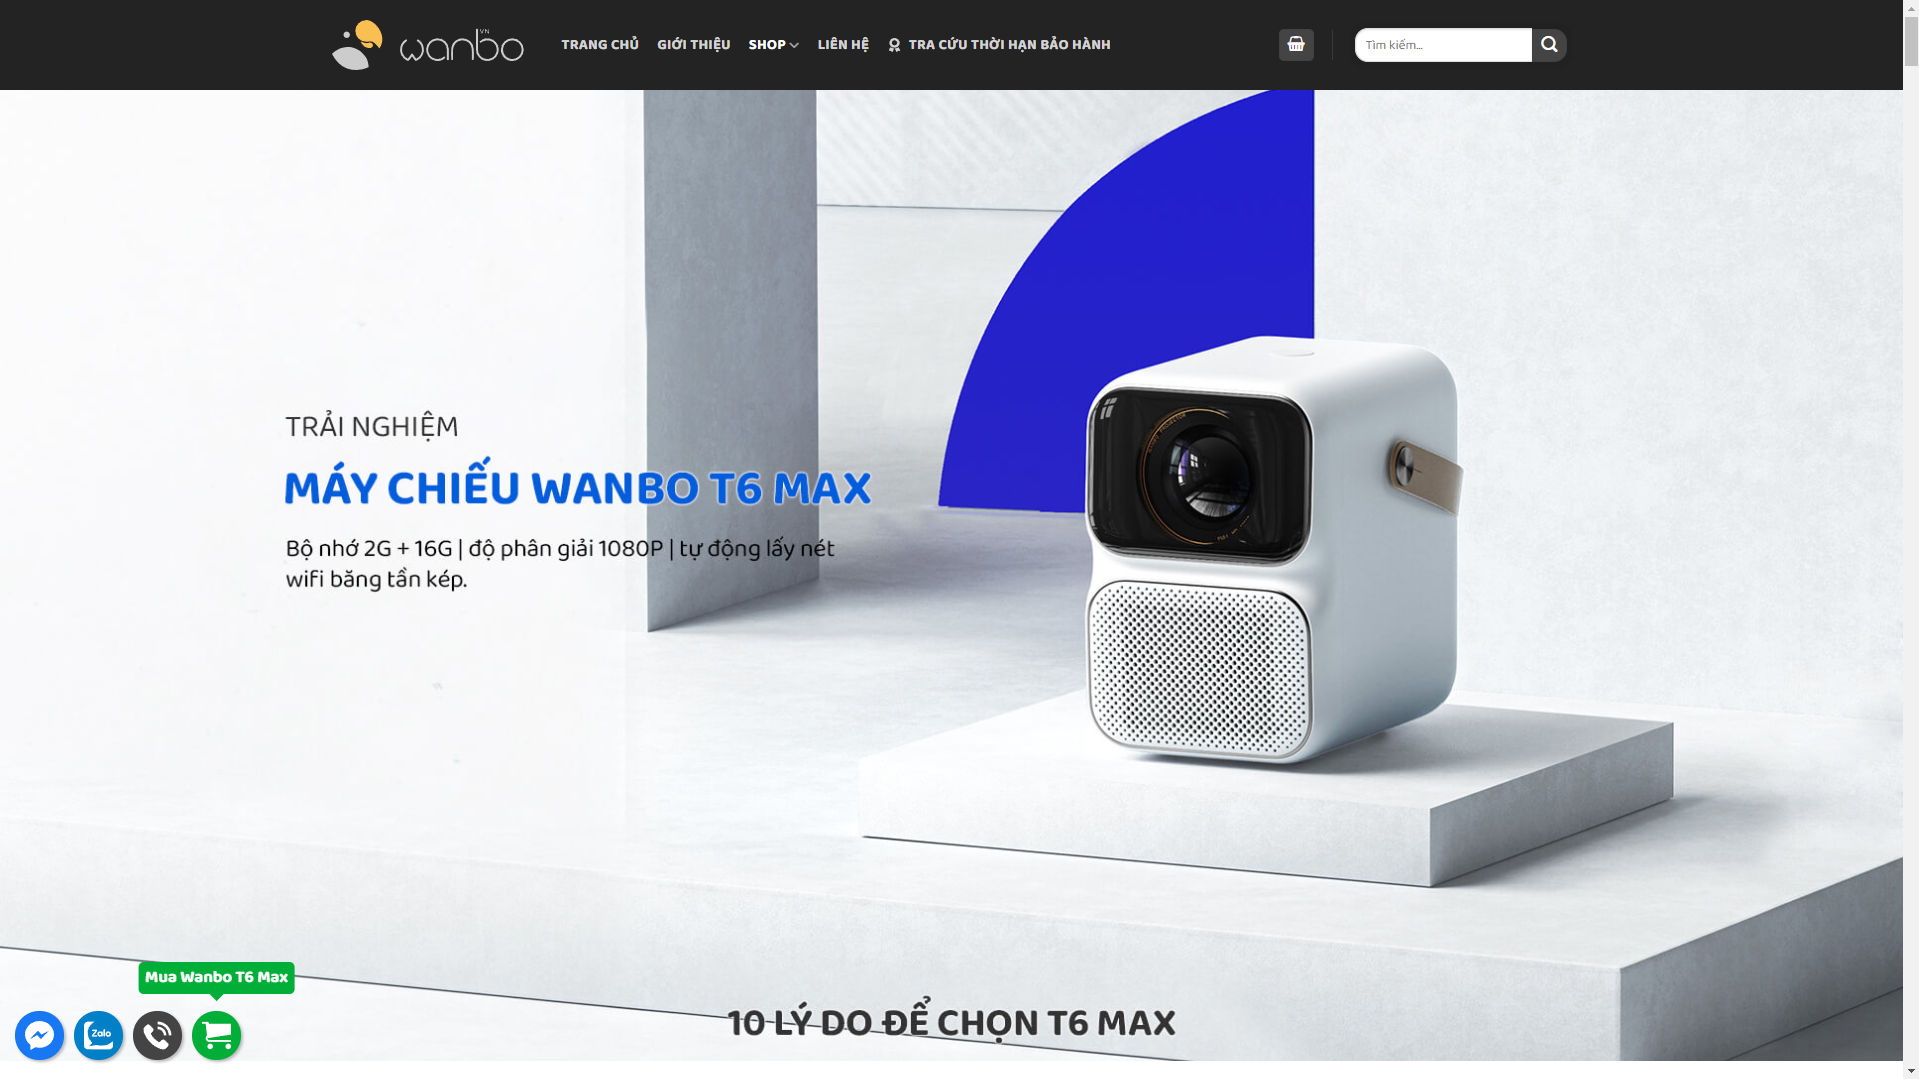 wanbo
VN
TRANG CHỦ
GIỚI THIỆU
SHOP
LIÊN HỆ
TRA CỨU THỜI HẠN BẢO HÀNH
Tìm kiếm...
TRẢI NGHIỆM
MÁY CHIẾU WANBO T6 MAX
Bộ nhớ 2G + 16G | độ phân giải 1080P | tự động lấy nét
wifi băng tần kép.
Mua Wanbo T6 Max
Zalo
10 LÝ DO ĐỂ CHỌN T6 MAX